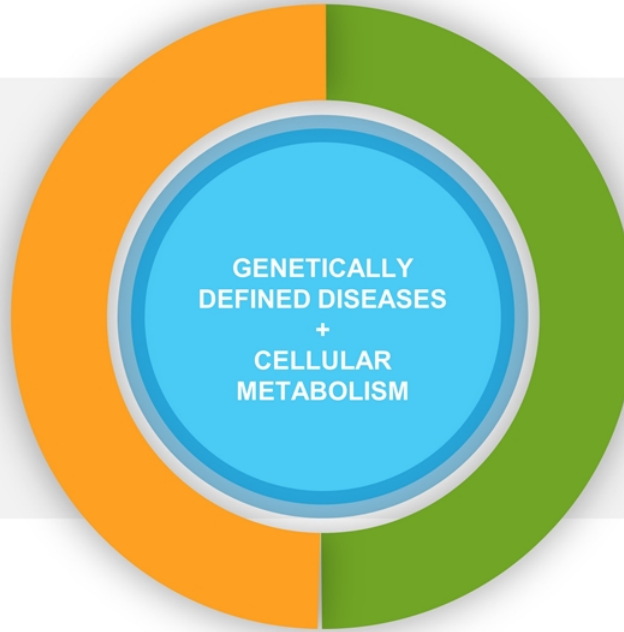 GENETICALLY
DEFINED DISEASES
+
CELLULAR
METABOLISM